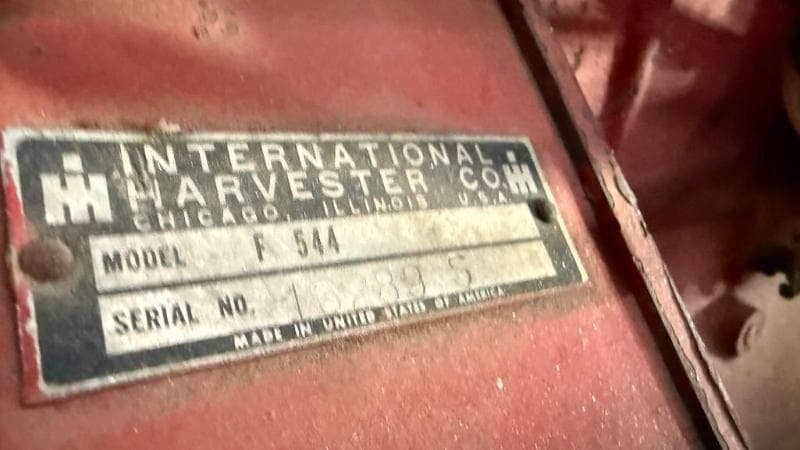 INTERNATIONAL
HARVESTER CO.
CHICAGO, ILLINOIS U.S.A.
MODEL F 544
SERIAL NO.
MADE IN UNITED STATES OF AMERICA